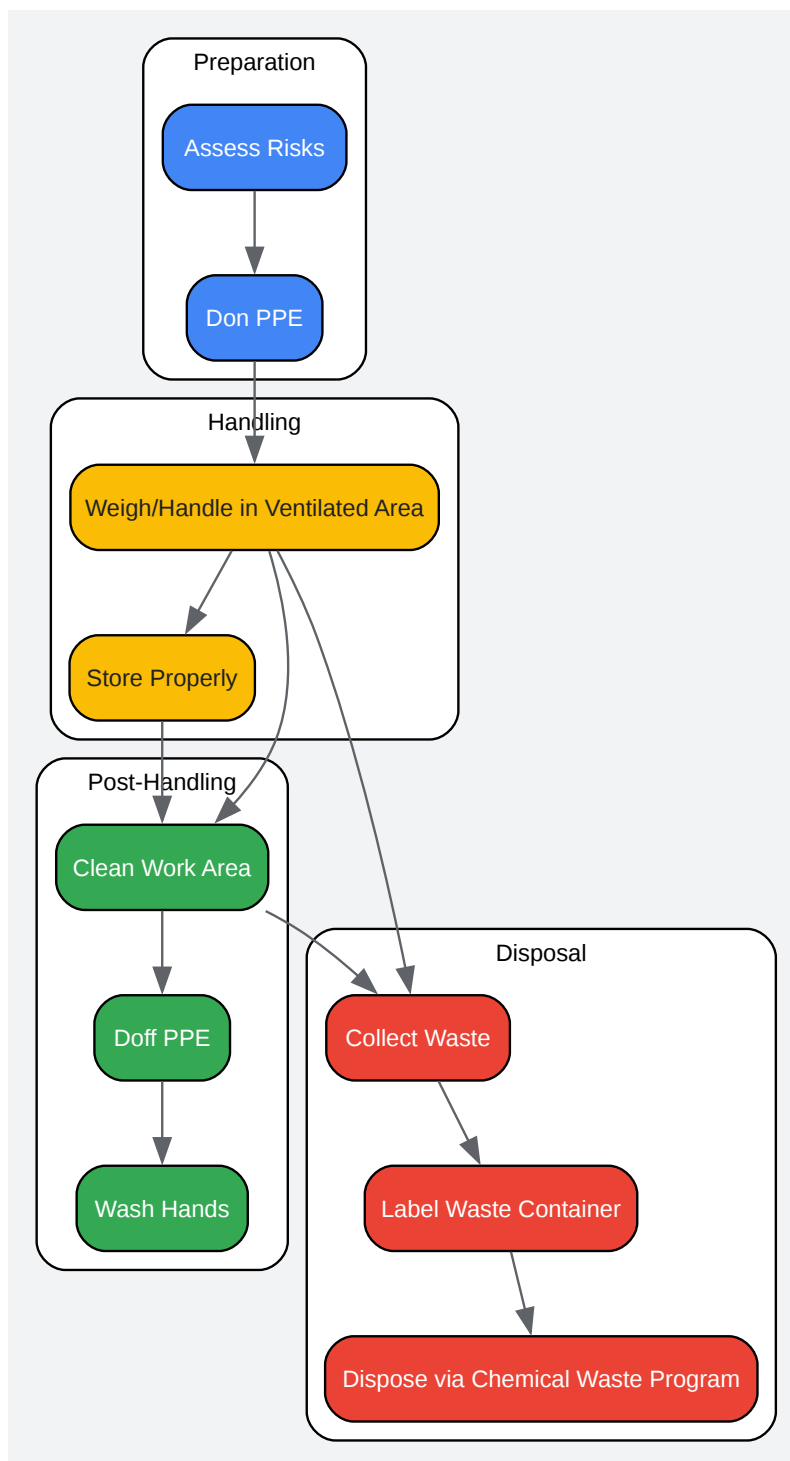 Preparation
Assess Risks
Don PPE
Handling
Weigh/Handle in Ventilated Area
Store Properly
Post-Handling
Clean Work Area
Doff PPE
Wash Hands
Disposal
Collect Waste
Label Waste Container
Dispose via Chemical Waste Program